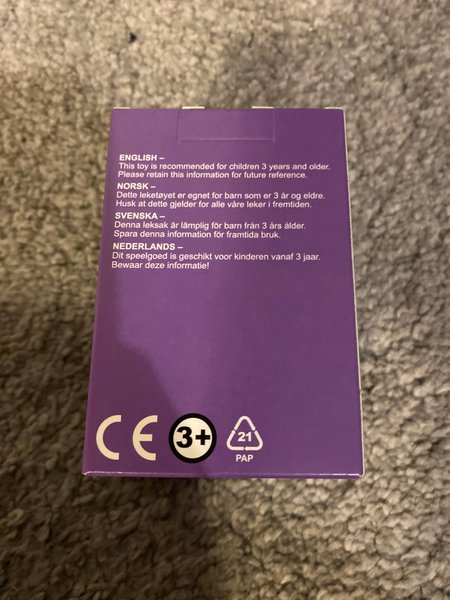 ENGLISH –
This toy is recommended for children 3 years and older.
Please retain this information for future reference.
NORSK –
Dette leketøyet er egnet for barn som er 3 år og eldre.
Husk at dette gjelder for alle våre leker i fremtiden.
SVENSKA –
Denna leksak är lämplig för barn från 3 års ålder.
Spara denna information för framtida bruk.
NEDERLANDS –
Dit speelgoed is geschikt voor kinderen vanaf 3 jaar.
Bewaar deze informatie!
CE 3+ 21
PAP